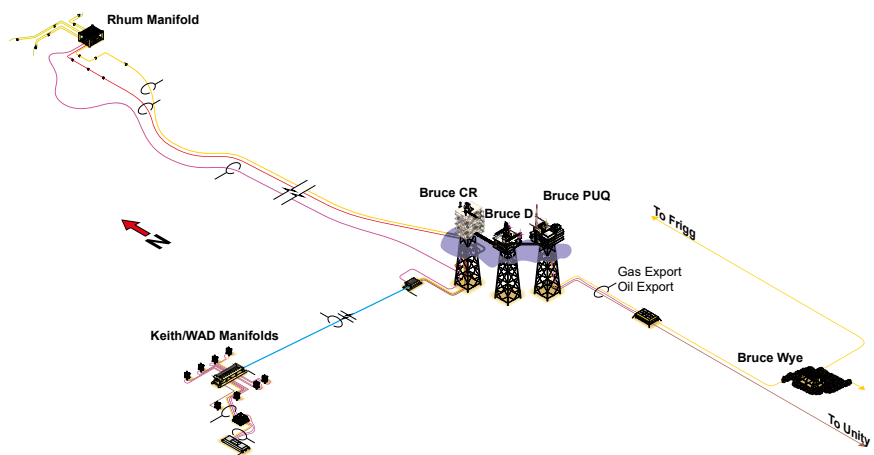 Rhum Manifold
Bruce CR
Bruce D
Bruce PUQ
To Frigg
N
Gas Export
Oil Export
Keith/WAD Manifolds
Bruce Wye
To Unity